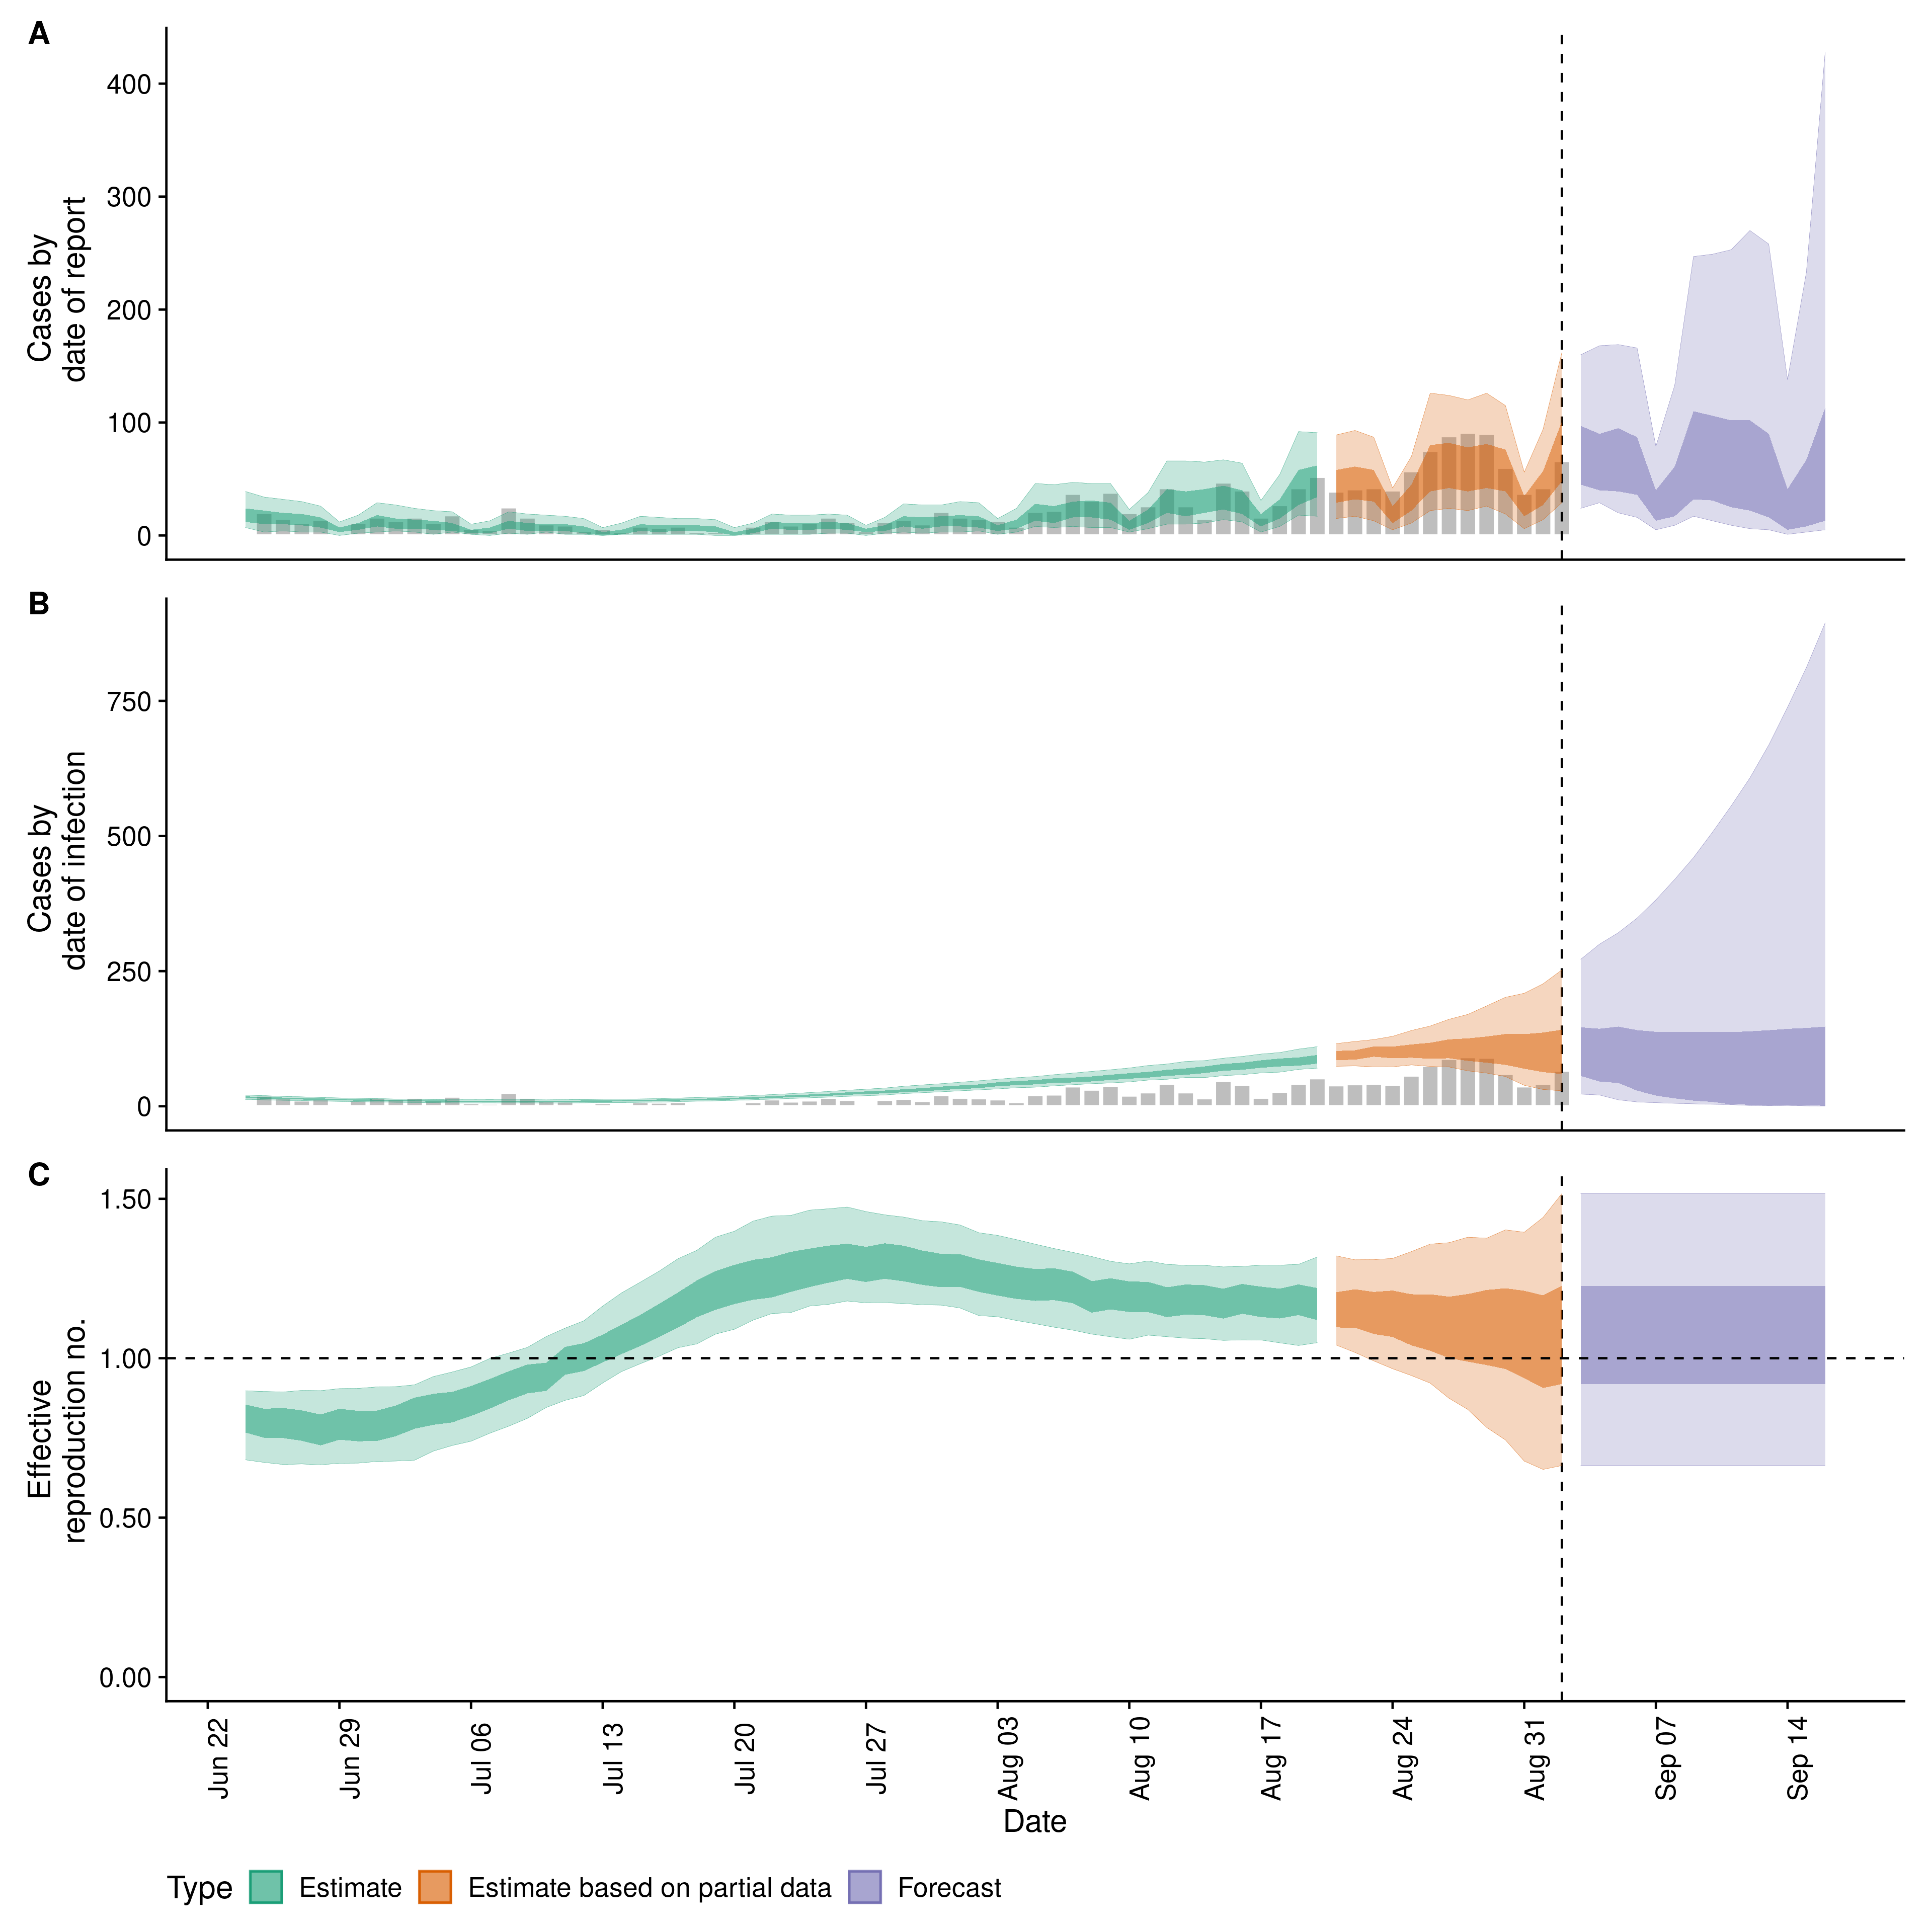 A
Cases by
date of report
400
300
200
100
0
B
Cases by
date of infection
750
500
250
0
C
Effective
reproduction no.
1.50
1.00
0.50
0.00
Jun 22
Jun 29
Jul 06
Jul 13
Jul 20
Jul 27
Aug 03
Aug 10
Aug 17
Aug 24
Aug 31
Sep 07
Sep 14
Date
Type Estimate Estimate based on partial data Forecast